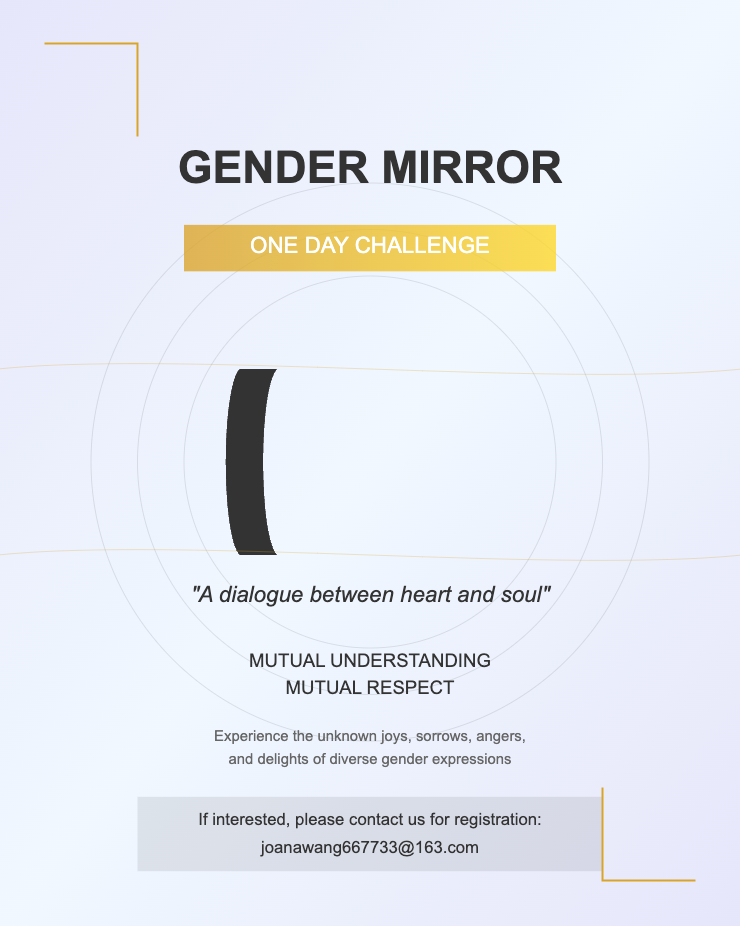 GENDER MIRROR
ONE DAY CHALLENGE
"A dialogue between heart and soul"
MUTUAL UNDERSTANDING
MUTUAL RESPECT
Experience the unknown joys, sorrows, angers,
and delights of diverse gender expressions
If interested, please contact us for registration:
joanawang667733@163.com